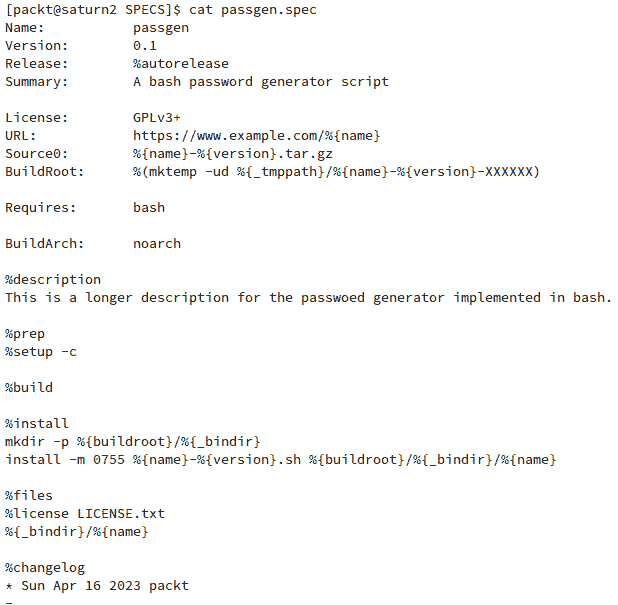 [packt@saturn2 SPECS]$ cat passgen.spec
Name:           passgen
Version:        0.1
Release:        %autorelease
Summary:        A bash password generator script

License:        GPLv3+
URL:            https://www.example.com/%{name}
Source0:        %{name}-%{version}.tar.gz
BuildRoot:      %(mktemp -ud %{_tmppath}/%{name}-%{version}-XXXXXX)

Requires:       bash

BuildArch:      noarch

%description
This is a longer description for the passwoed generator implemented in bash.

%prep
%setup -c

%build

%install
mkdir -p %{buildroot}/%{_bindir}
install -m 0755 %{name}-%{version}.sh %{buildroot}/%{_bindir}/%{name}

%files
%license LICENSE.txt
%{_bindir}/%{name}

%changelog
* Sun Apr 16 2023 packt
-